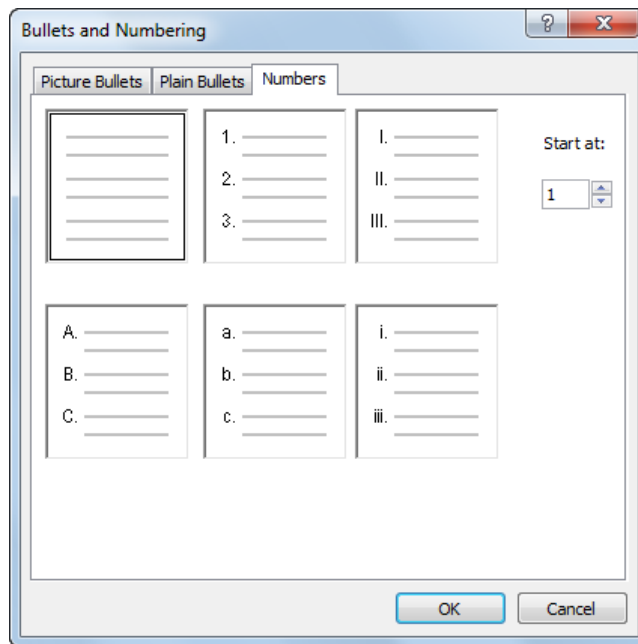 Bullets and Numbering
?
Picture Bullets Plain Bullets Numbers
1. I. Start at:
2. II. 1
3. III.
A. a. i.
B. b. ii.
C. c. iii.
OK Cancel